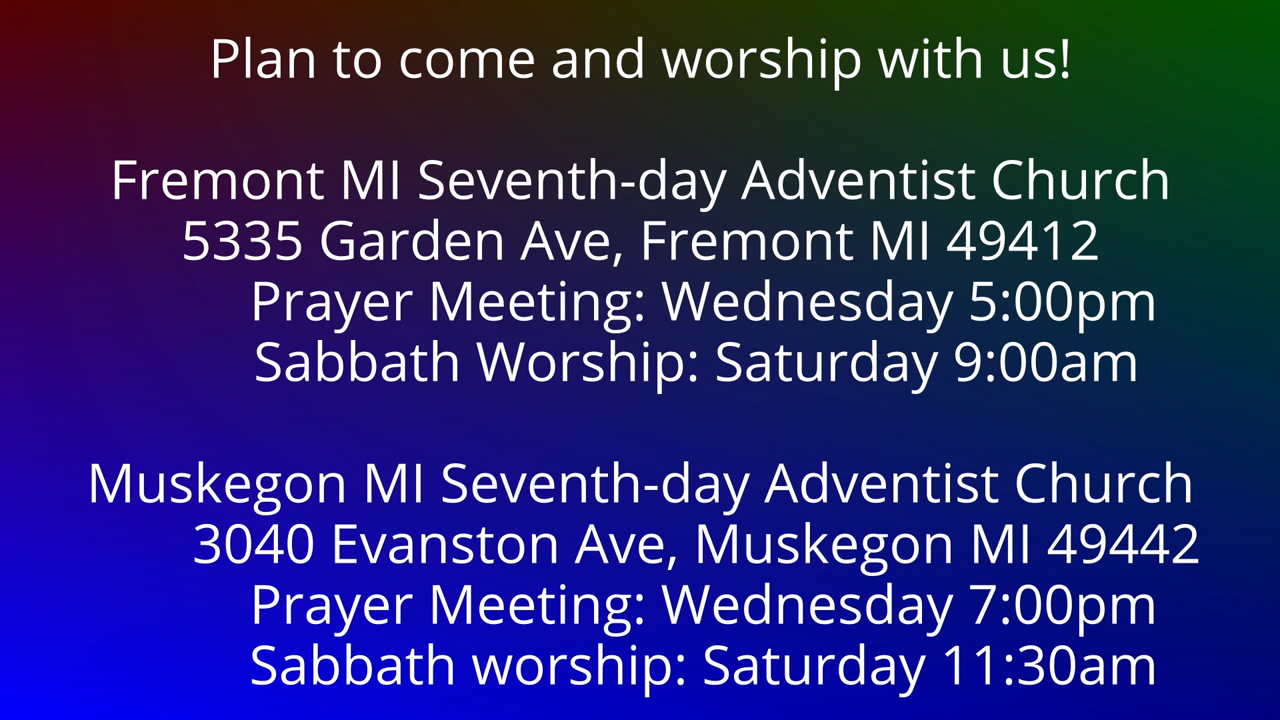 Plan to come and worship with us!
Fremont MI Seventh-day Adventist Church
5335 Garden Ave, Fremont MI 49412
Prayer Meeting: Wednesday 5:00pm
Sabbath Worship: Saturday 9:00am
Muskegon MI Seventh-day Adventist Church
3040 Evanston Ave, Muskegon MI 49442
Prayer Meeting: Wednesday 7:00pm
Sabbath worship: Saturday 11:30am